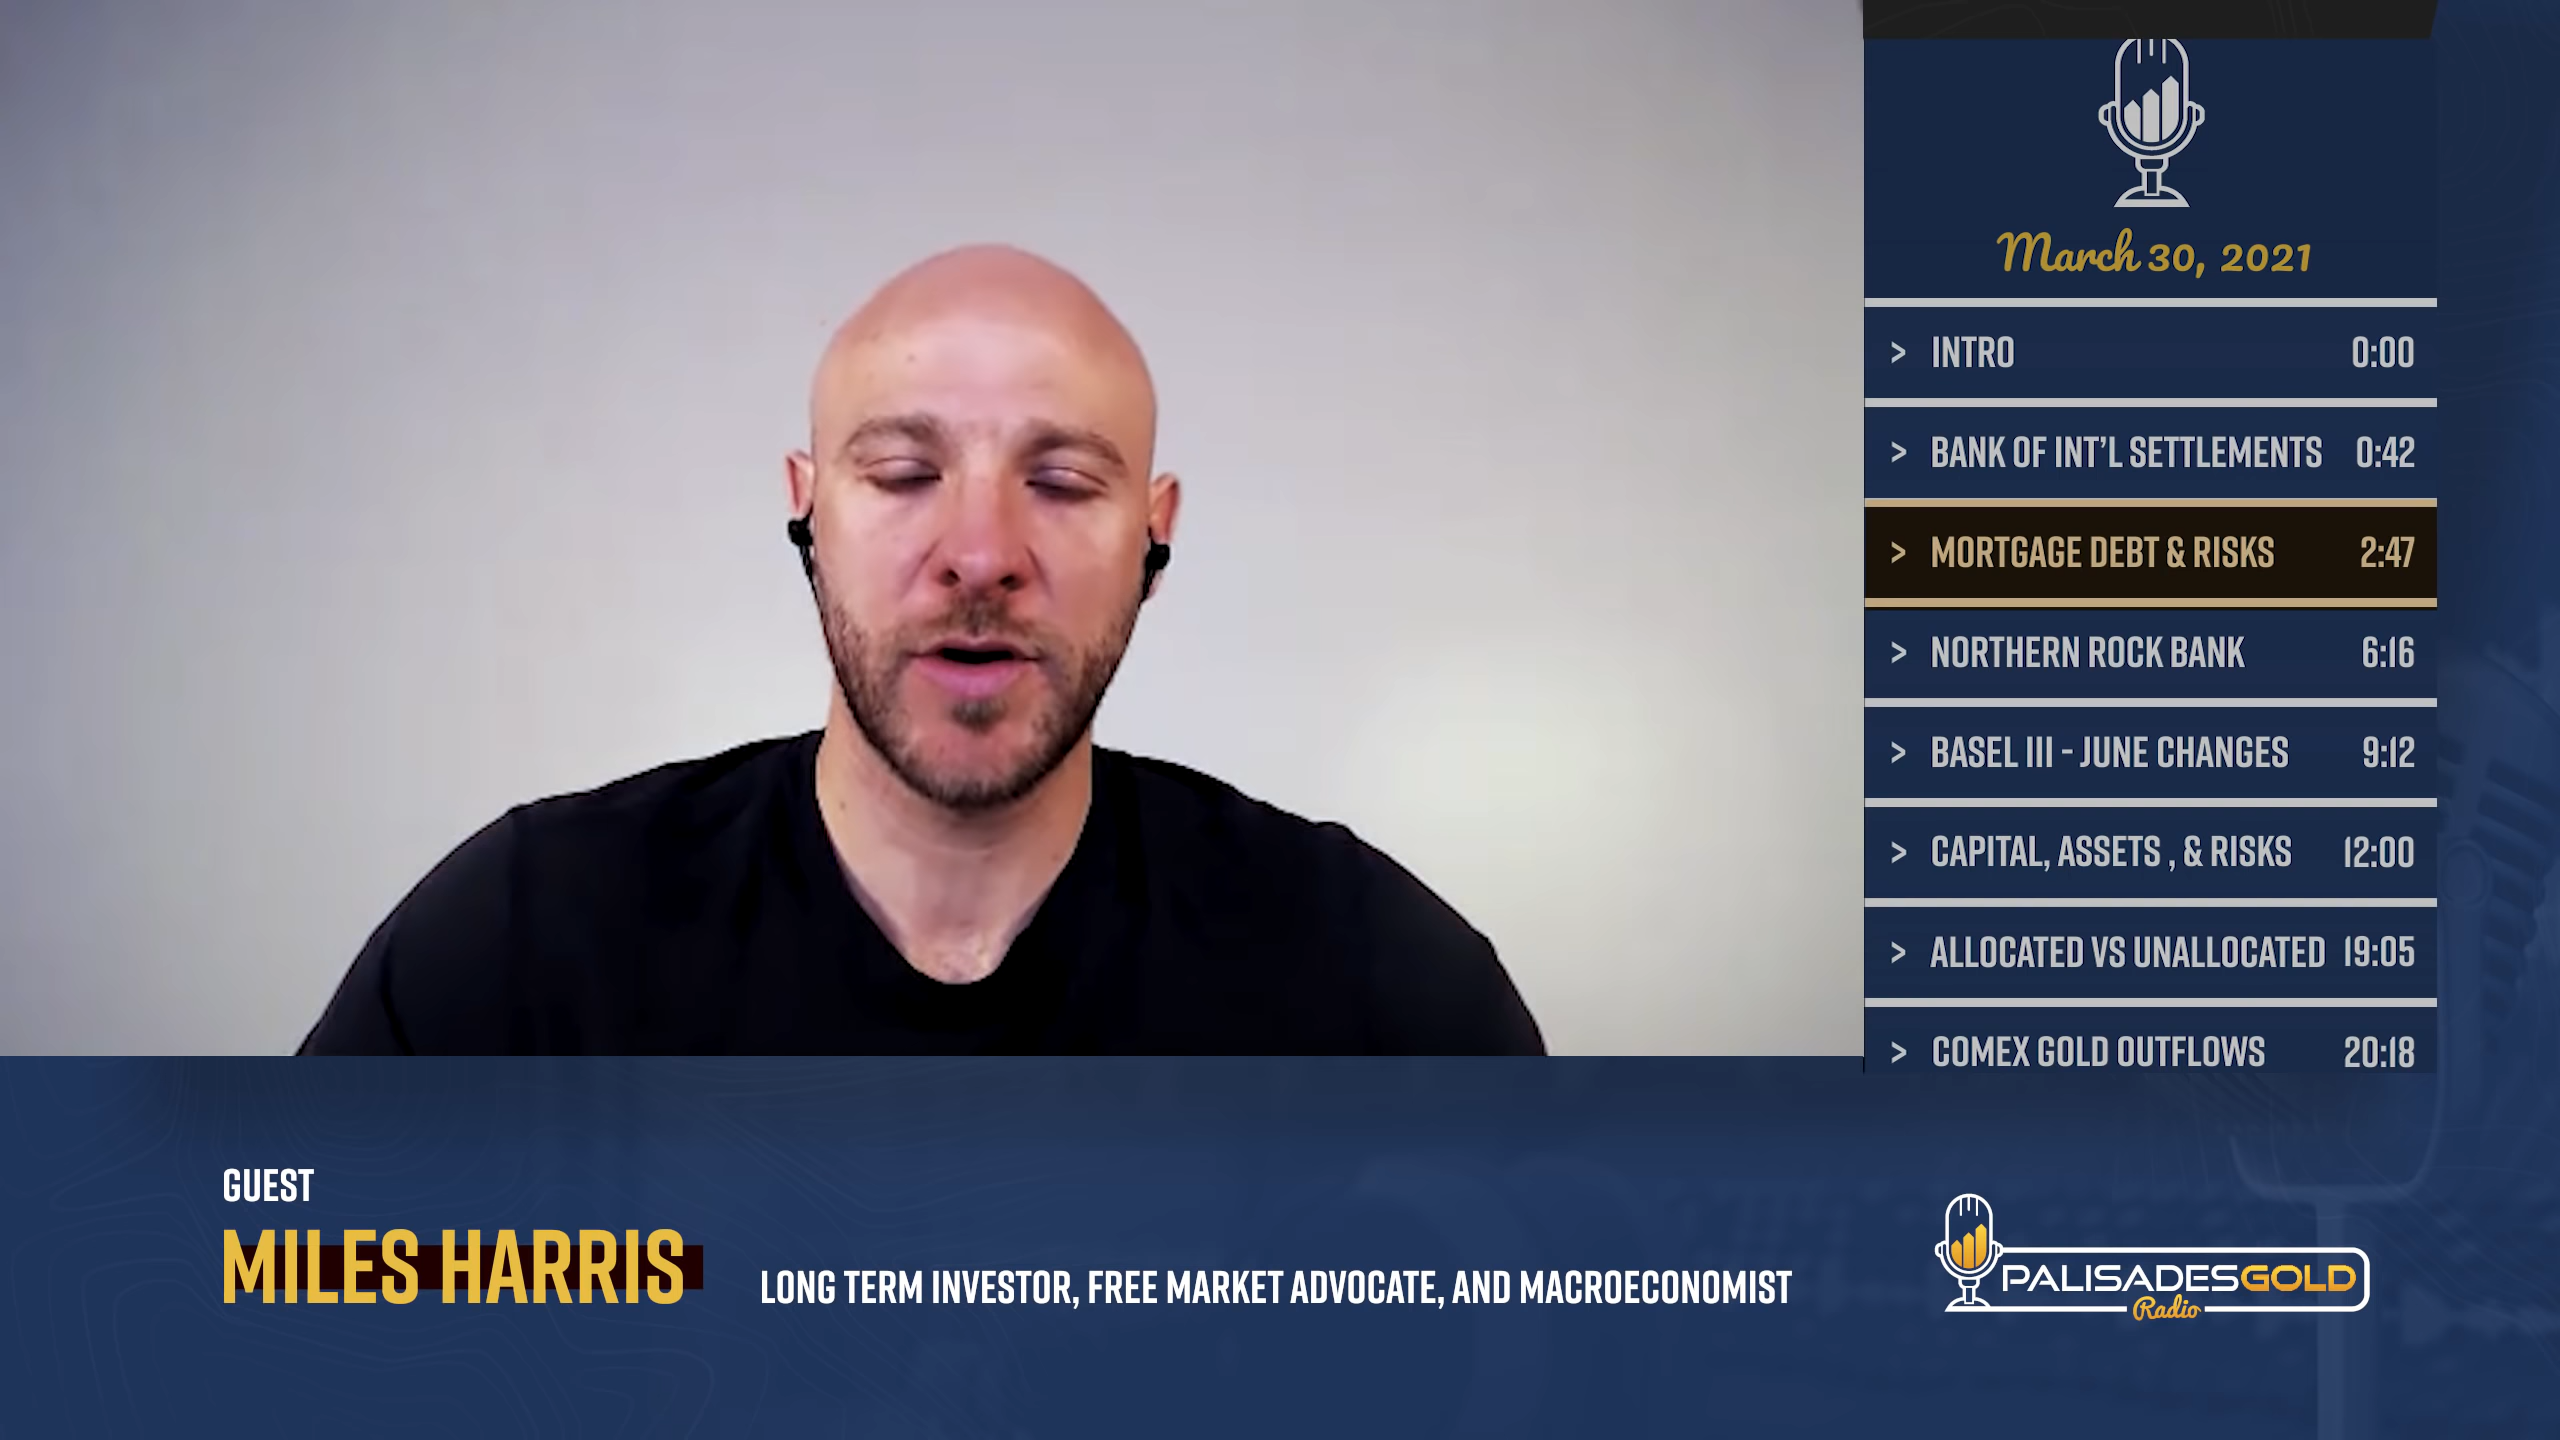 March 30, 2021
> INTRO 0:00
> BANK OF INT'L SETTLEMENTS 0:42
> MORTGAGE DEBT & RISKS 2:47
> NORTHERN ROCK BANK 6:16
> BASEL III - JUNE CHANGES 9:12
> CAPITAL, ASSETS , & RISKS 12:00
> ALLOCATED VS UNALLOCATED 19:05
> COMEX GOLD OUTFLOWS 20:18
GUEST
MILES HARRIS
LONG TERM INVESTOR, FREE MARKET ADVOCATE, AND MACROECONOMIST
PALISADESGOLD
Radio